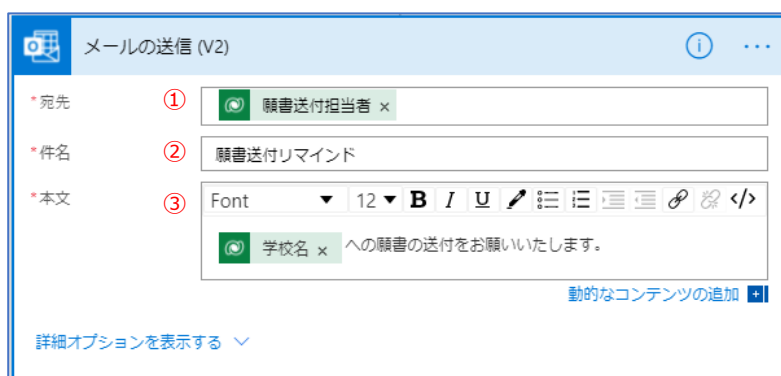 メールの送信 (V2)
*宛先 ① 願書送付担当者 ×
*件名 ② 願書送付リマインド
*本文 ③ Font 12 B I U </>
学校名 × への願書の送付をお願いいたします。
動的なコンテンツの追加
詳細オプションを表示する